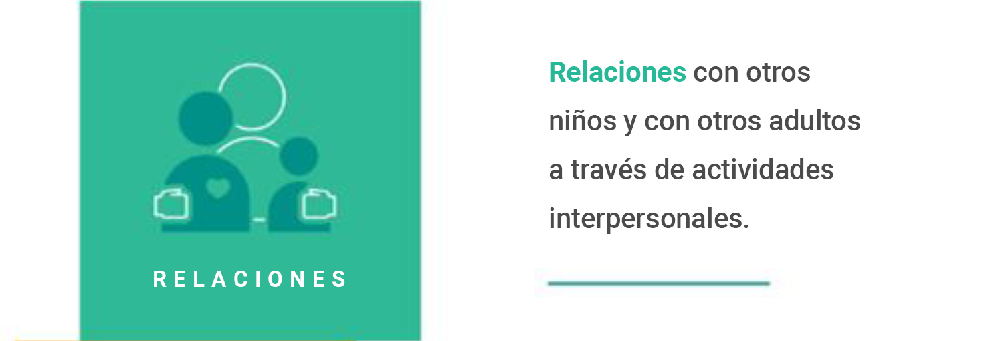 RELACIONES
Relaciones con otros
niños y con otros adultos
a través de actividades
interpersonales.